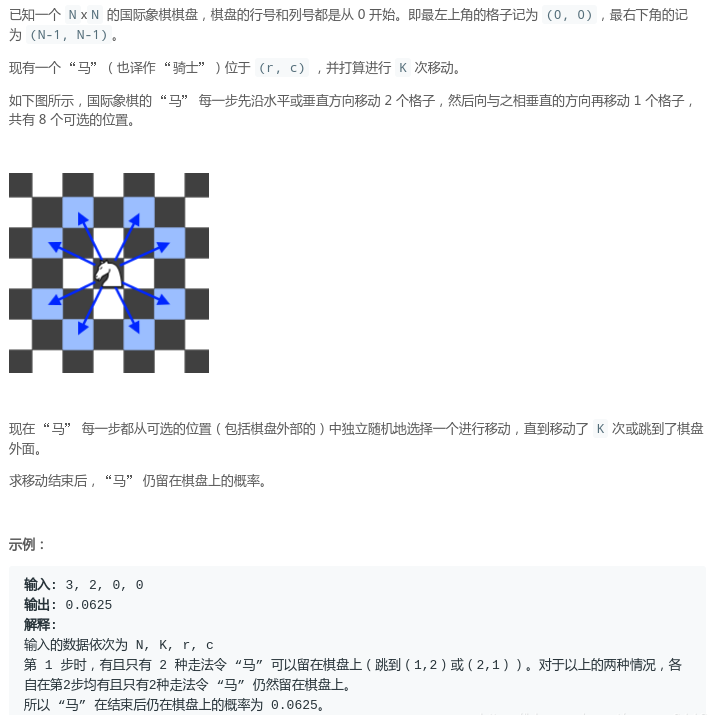 已知一个 NxN 的国际象棋棋盘，棋盘的行号和列号都是从 0 开始。即最左上角的格子记为 (0, 0)，最右下角的记
为 (N-1, N-1)。
现有一个 “马”（也译作 “骑士”）位于 (r, c) ，并打算进行 K 次移动。
如下图所示，国际象棋的 “马” 每一步先沿水平或垂直方向移动 2 个格子，然后向与之相垂直的方向再移动 1 个格子，
共有 8 个可选的位置。
现在 “马” 每一步都从可选的位置（包括棋盘外部的）中独立随机地选择一个进行移动，直到移动了 K 次或跳到了棋盘
外面。
求移动结束后，“马” 仍留在棋盘上的概率。
示例：
输入: 3, 2, 0, 0
输出: 0.0625
解释:
输入的数据依次为 N, K, r, c
第 1 步时，有且只有 2 种走法令 “马” 可以留在棋盘上（跳到（1,2）或（2,1））。对于以上的两种情况，各
自在第2步均有且只有2种走法令 “马” 仍然留在棋盘上。
所以 “马” 在结束后仍在棋盘上的概率为 0.0625。